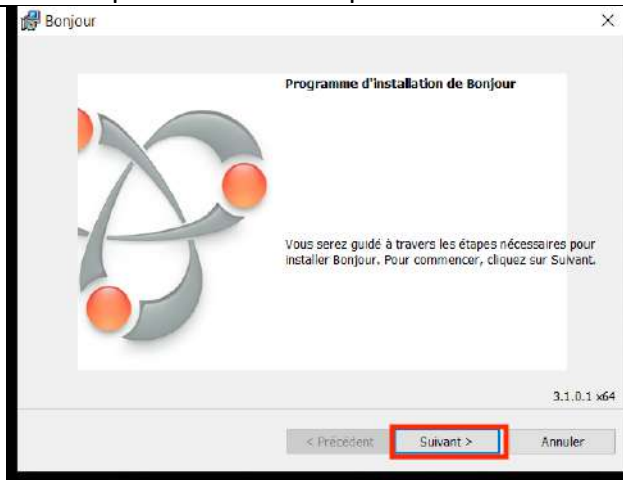 Bonjour
Programme d'installation de Bonjour
Vous serez guidé à travers les étapes nécessaires pour
installer Bonjour. Pour commencer, cliquez sur Suivant.
3.1.0.1 x64
< Précédent Suivant > Annuler